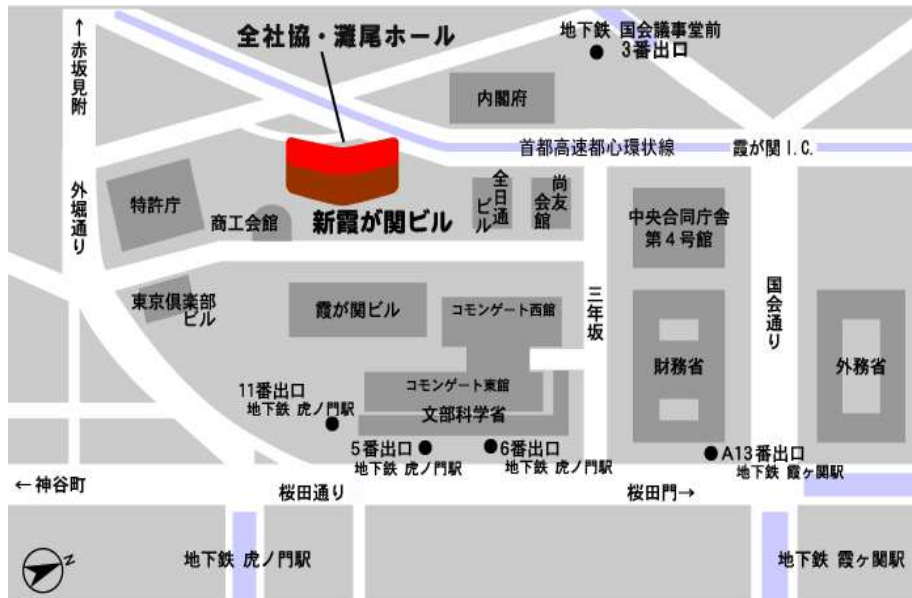 ↑赤坂見附
全社協・灘尾ホール
地下鉄 国会議事堂前
3番出口
内閣府
首都高速都心環状線
霞が関 I.C.
外堀通り
特許庁
商工会館
新霞が関ビル
全日通
ビル
尚友
会館
中央合同庁舎
第4号館
東京倶楽部
ビル
霞が関ビル
コモンゲート西館
三年坂
国会通り
財務省
外務省
コモンゲート東館
文部科学省
11番出口
地下鉄 虎ノ門駅
5番出口
地下鉄 虎ノ門駅
6番出口
地下鉄 虎ノ門駅
A13番出口
地下鉄 霞ヶ関駅
←神谷町
桜田通り
桜田門→
地下鉄 虎ノ門駅
地下鉄 霞ヶ関駅
N